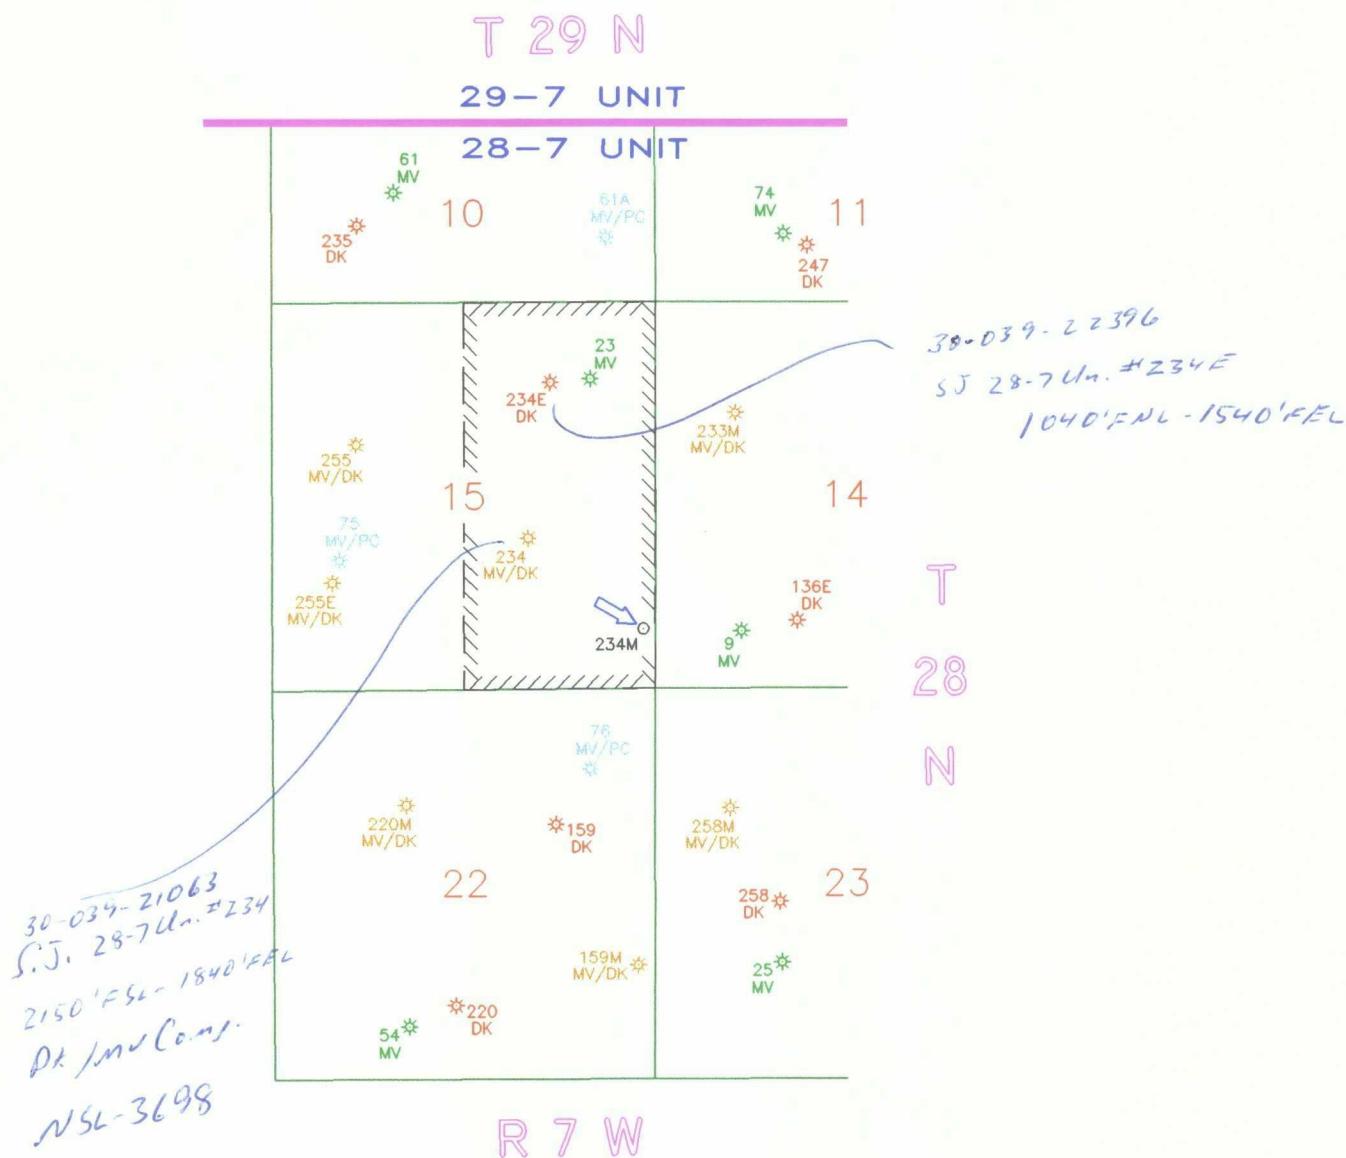 T 29 N
29-7 UNIT
28-7 UNIT
61
MV
10
61A
MV/PC
74
MV
11
235
DK
247
DK
23
MV
234E
DK
30-039-22396
SJ 28-7 Un. #234E
1040'FNL-1540'FEL
233M
MV/DK
255
MV/DK
15
14
75
MV/PC
234
MV/DK
255E
MV/DK
136E
DK
234M
9
MV
T
28
N
76
MV/PC
220M
MV/DK
159
DK
258M
MV/DK
22
23
258
DK
30-039-21063
S.J. 28-7 Un. #234
2150'FSL-1840'FEL
DK/MV Comg.
NSL-3698
159M
MV/DK
25
MV
220
DK
54
MV
R 7 W